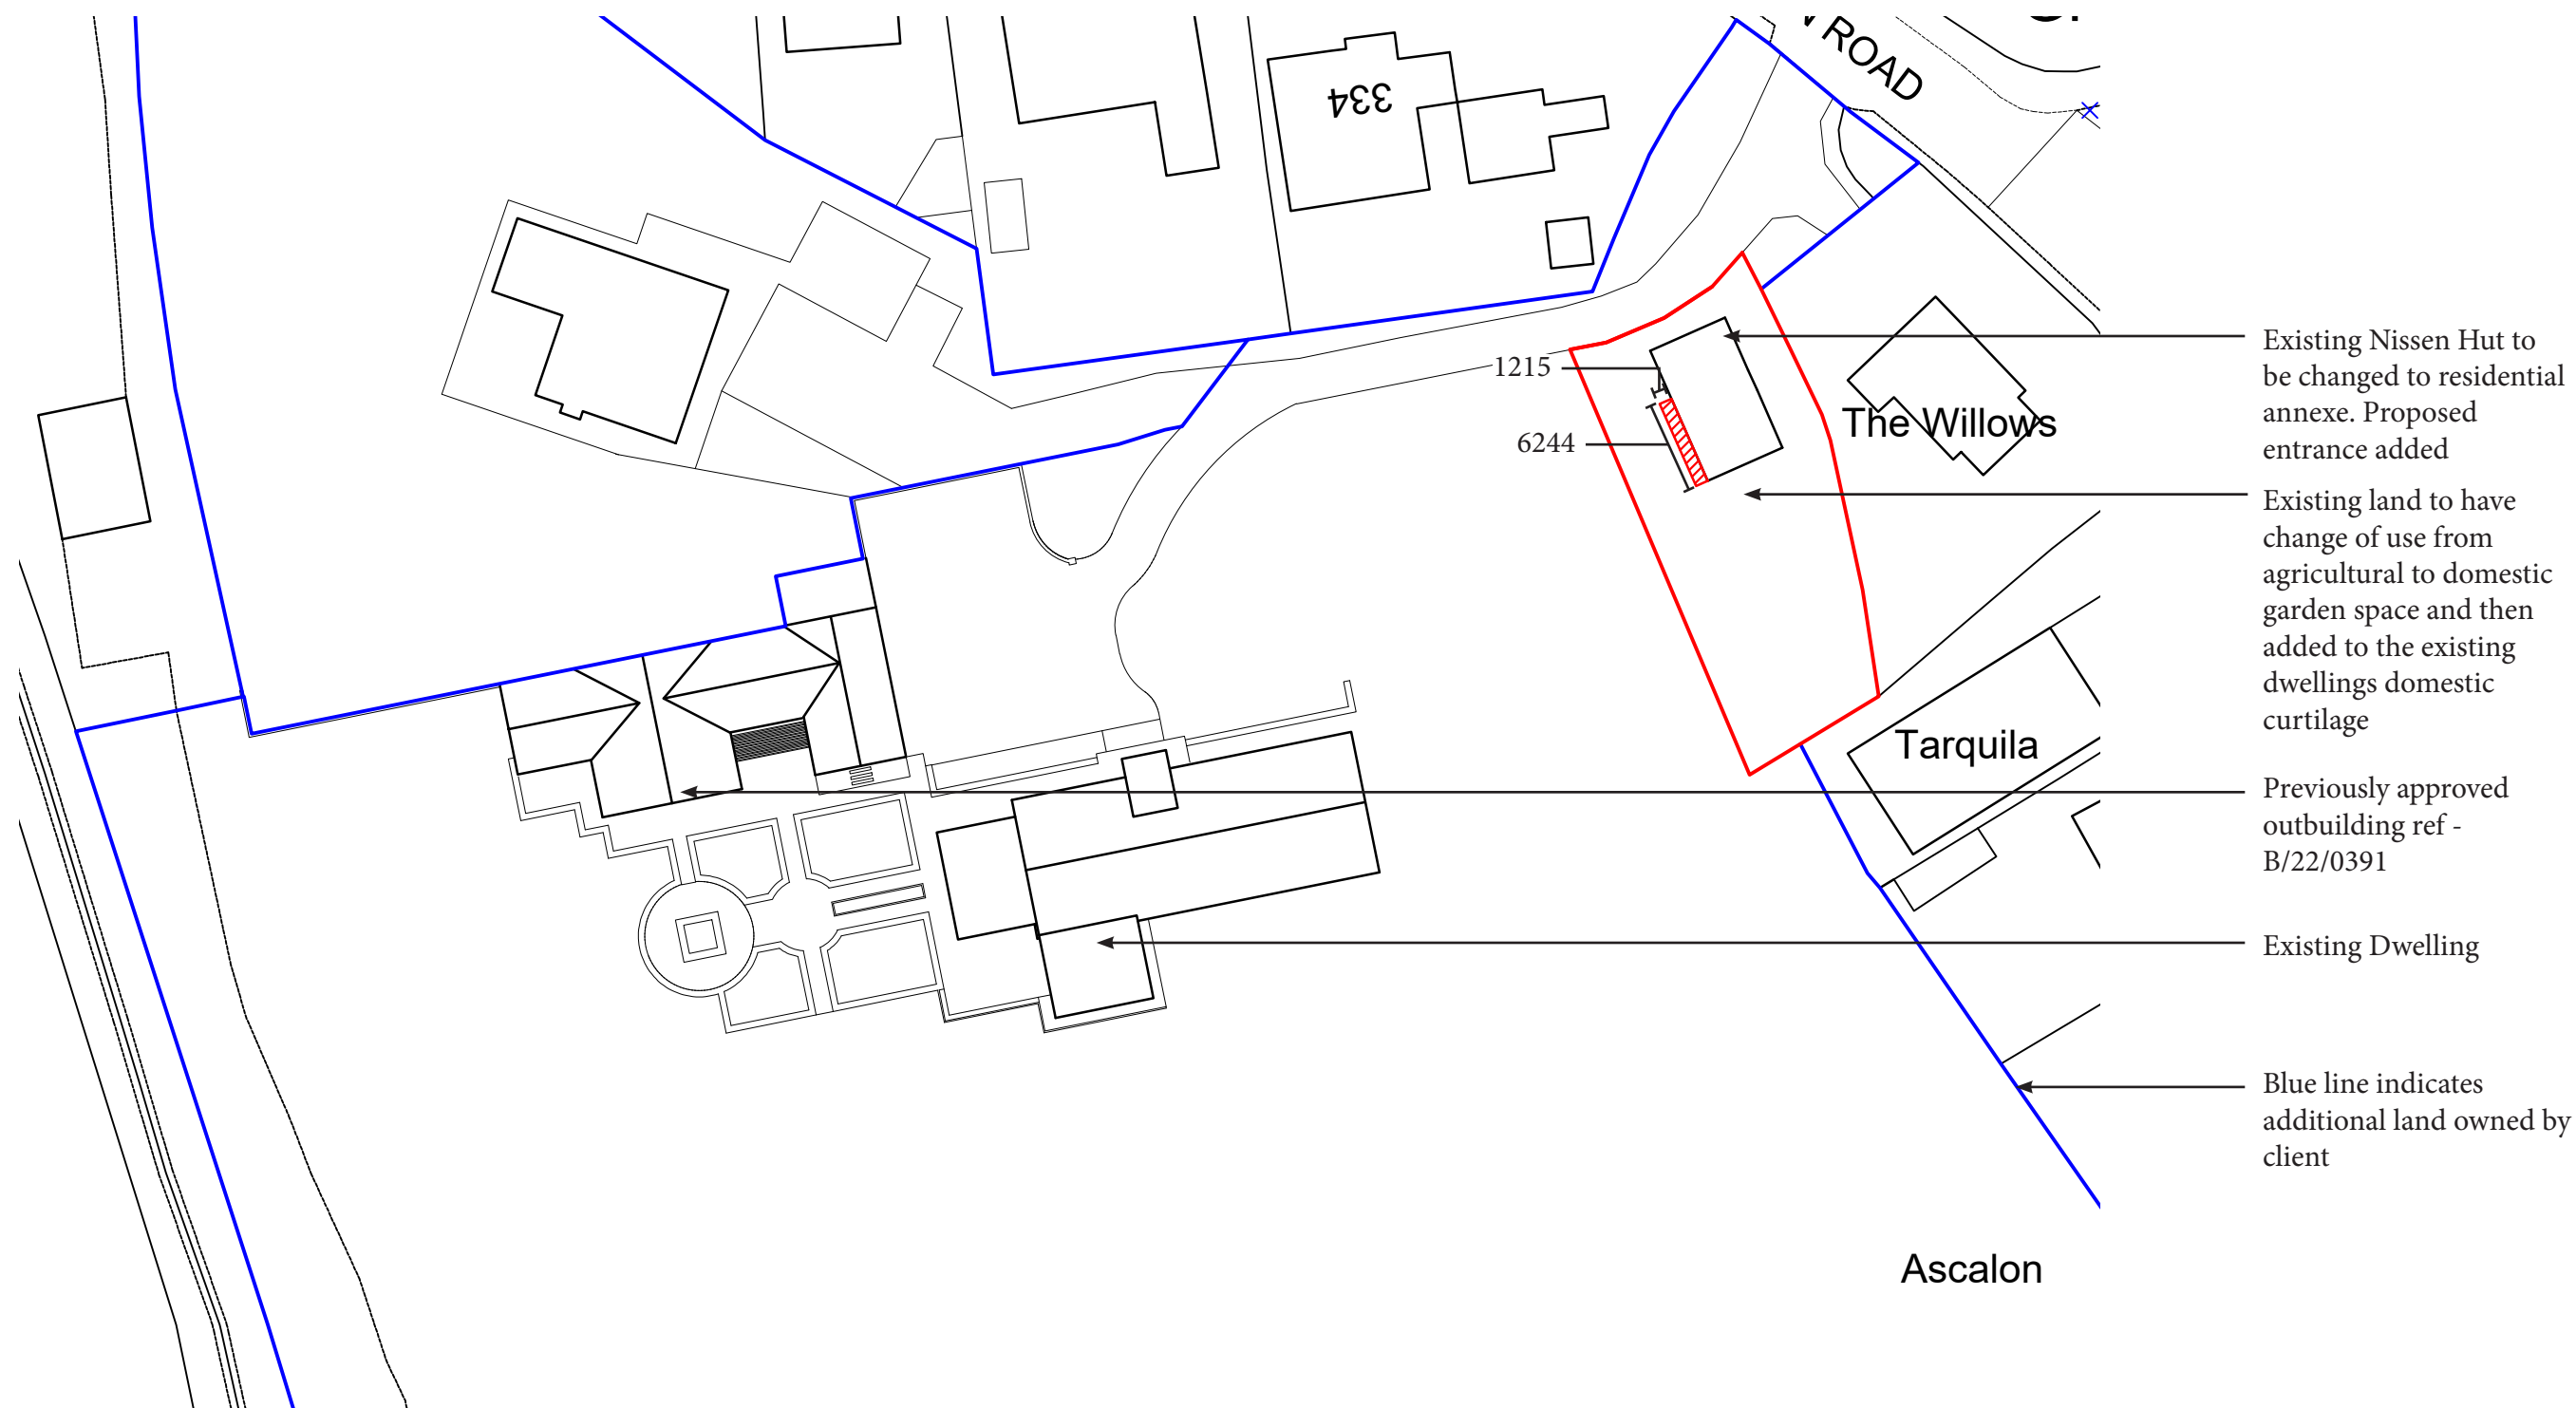 ROAD
334
1215
6244
The Willows
Tarquila
Ascalon
Existing Nissen Hut to
be changed to residential
annexe. Proposed
entrance added
Existing land to have
change of use from
agricultural to domestic
garden space and then
added to the existing
dwellings domestic
curtilage
Previously approved
outbuilding ref -
B/22/0391
Existing Dwelling
Blue line indicates
additional land owned by
client